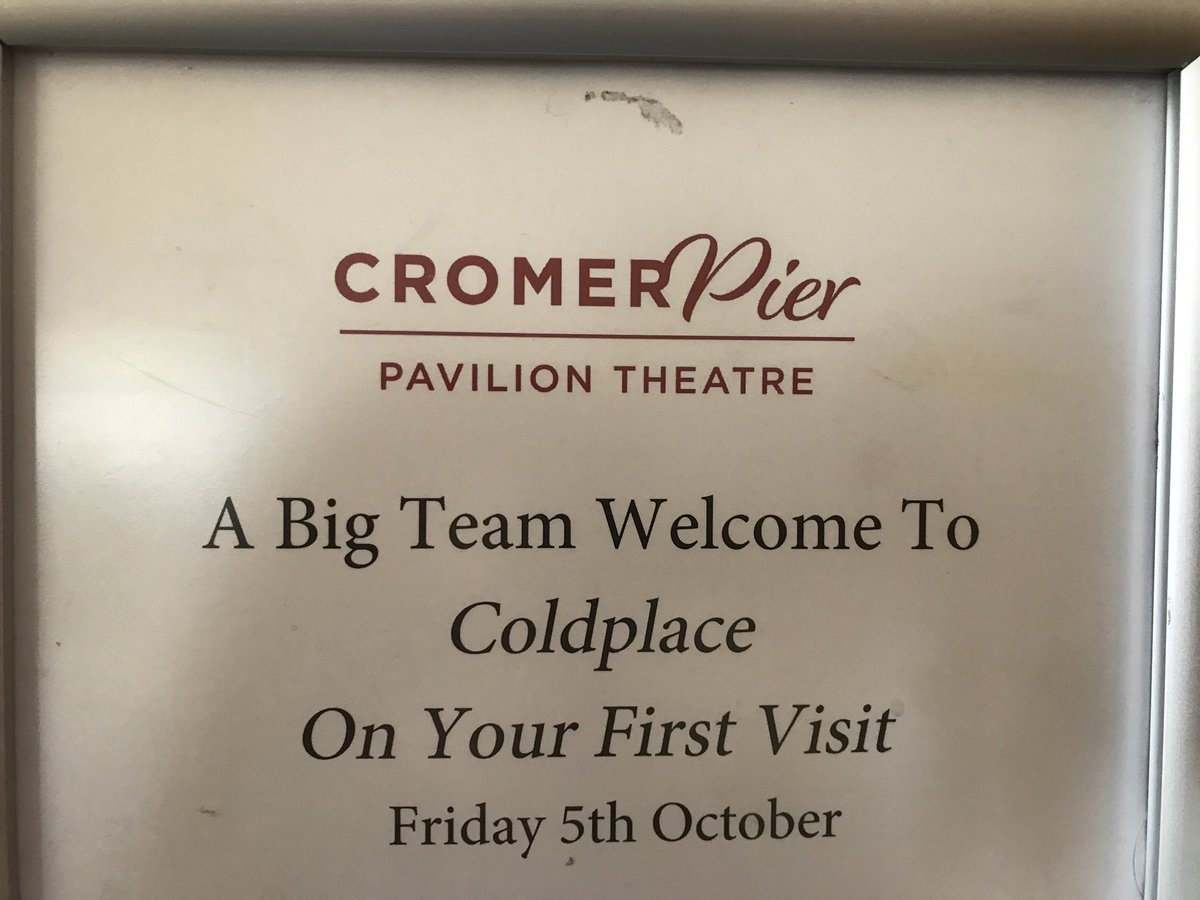 CROMER Pier
PAVILION THEATRE
A Big Team Welcome To
Coldplace
On Your First Visit
Friday 5th October